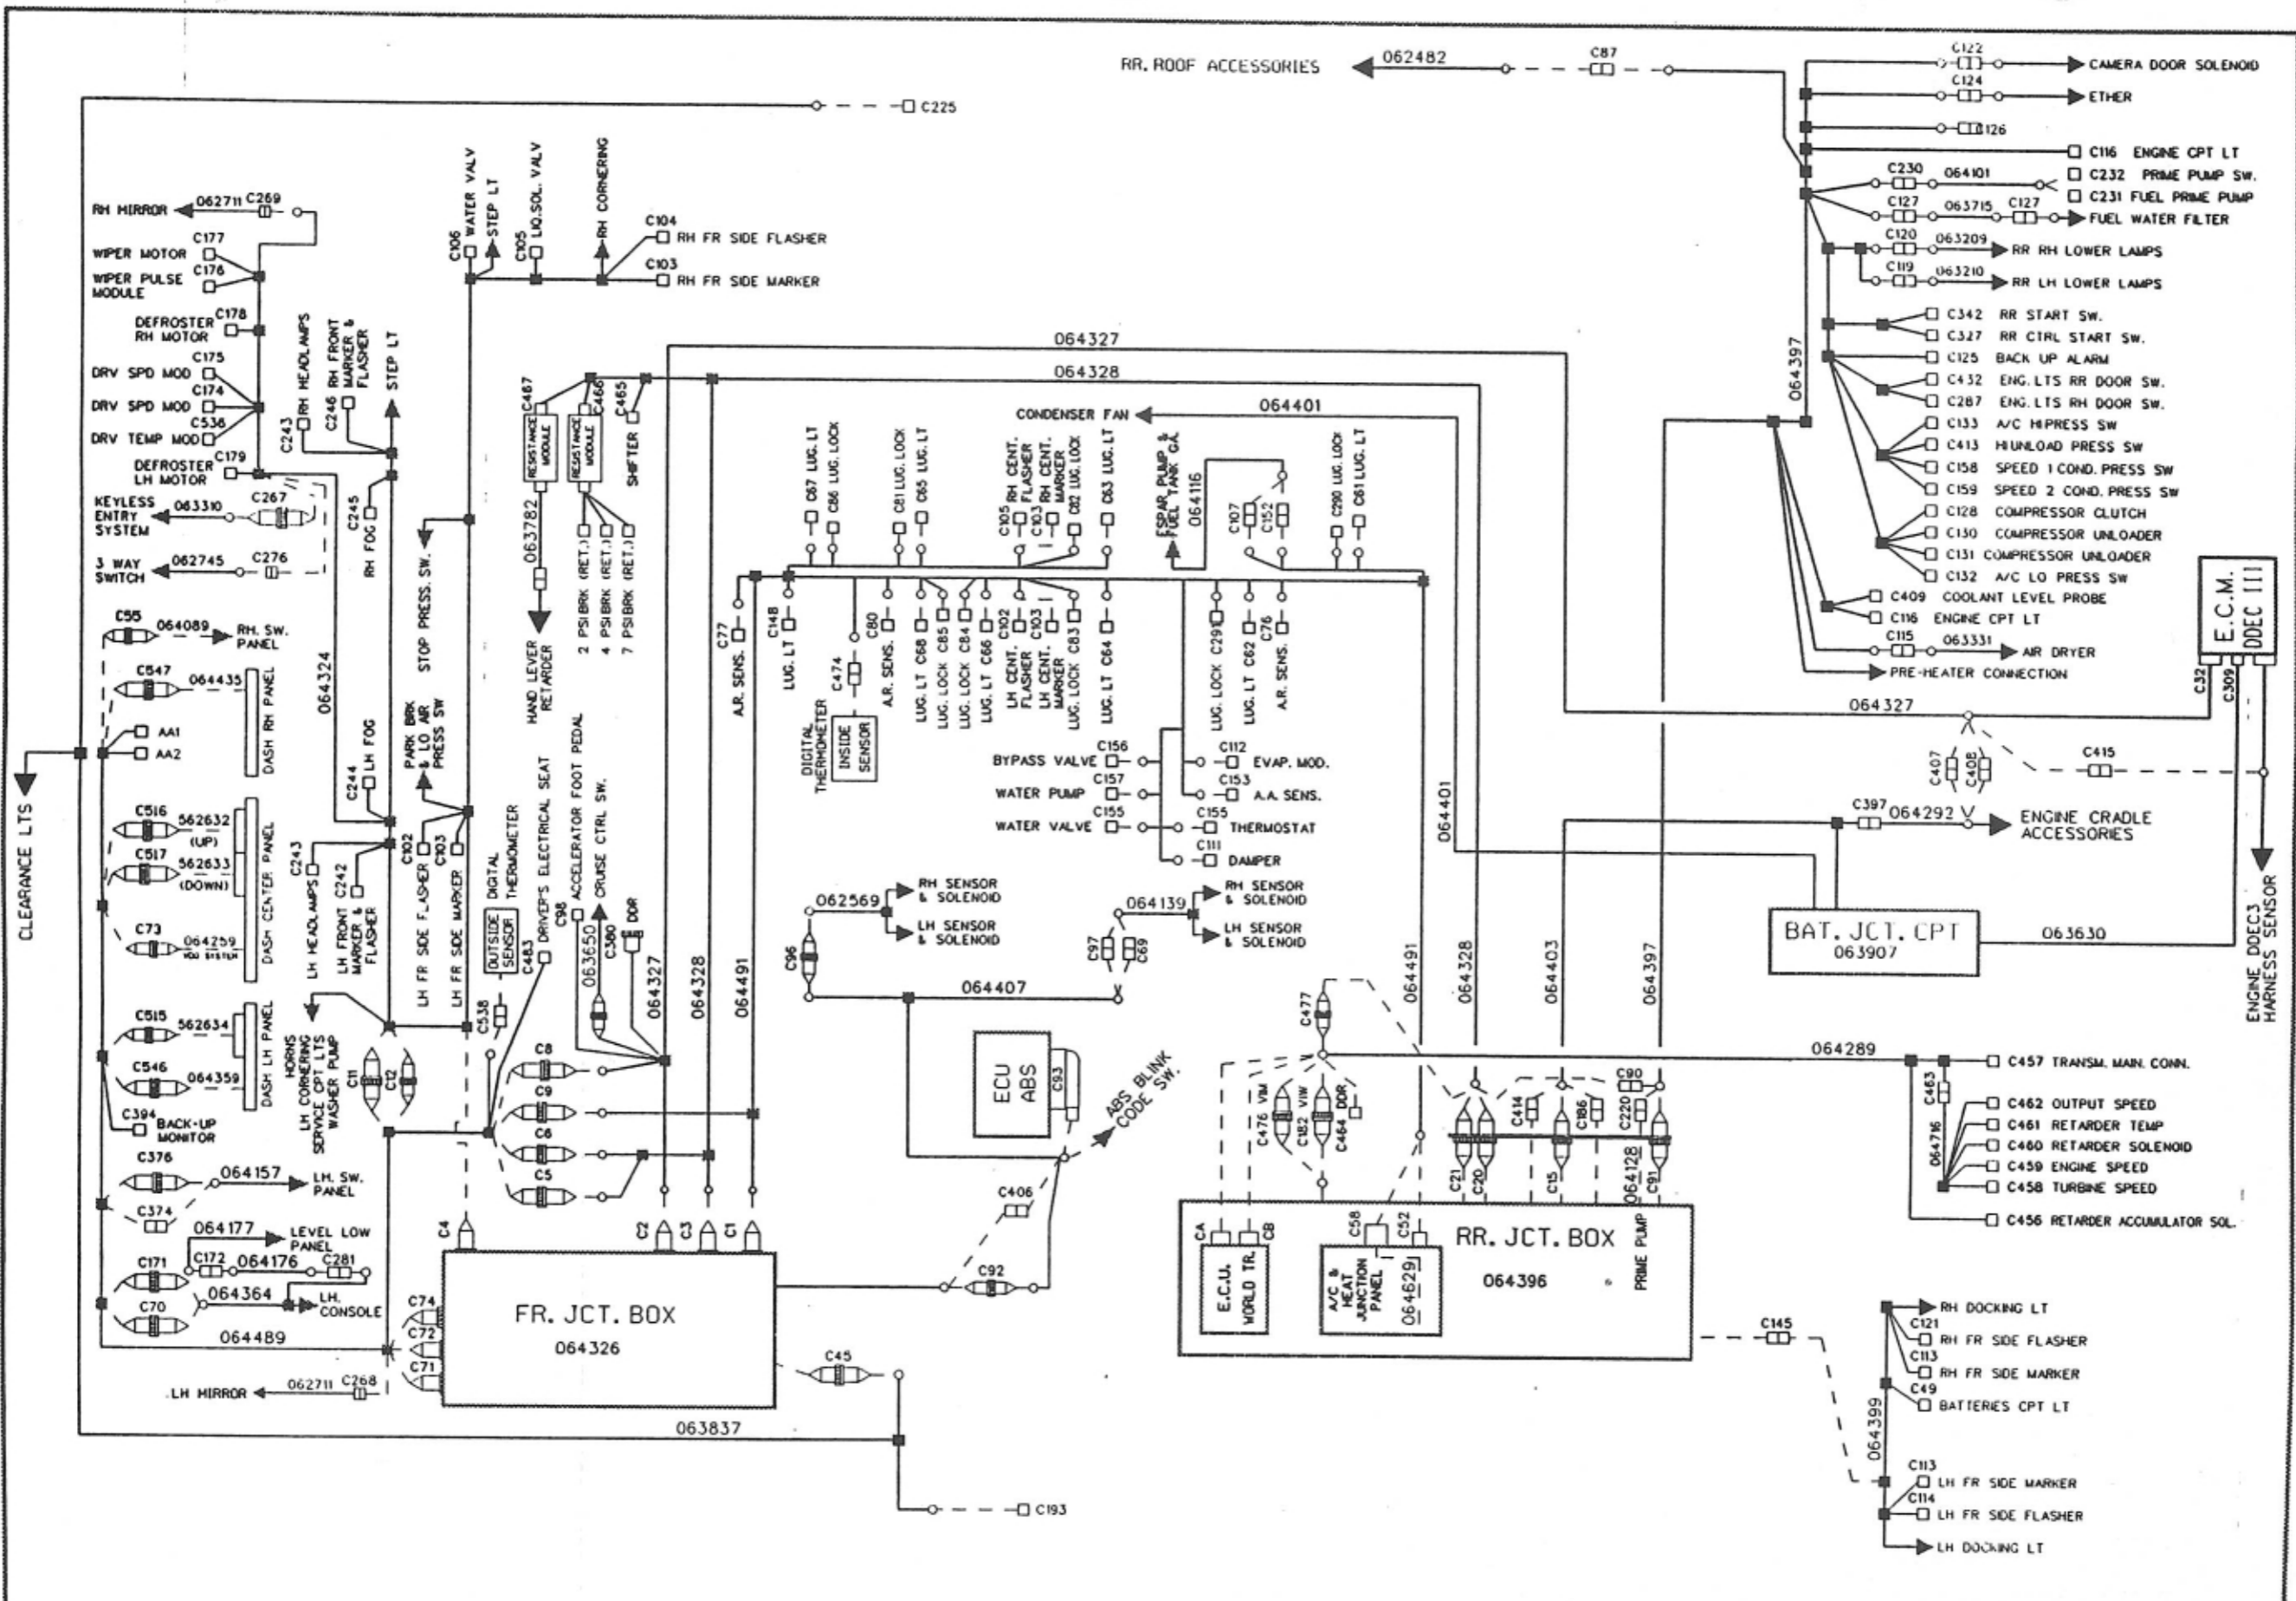 RR. ROOF ACCESSORIES
062482
C87
C122
CAMERA DOOR SOLENOID
C124
ETHER
C126
C116 ENGINE CPT LT
C230
064101
C232 PRIME PUMP SW.
C231 FUEL PRIME PUMP
C127
063715
C127
FUEL WATER FILTER
C120
063209
RR RH LOWER LAMPS
C119
063210
RR LH LOWER LAMPS
C342 RR START SW.
C327 RR CTRL START SW.
C125 BACK UP ALARM
C432 ENG. LTS RR DOOR SW.
C287 ENG. LTS RH DOOR SW.
C133 A/C HIPRESS SW
C413 HIUNLOAD PRESS SW
C158 SPEED 1 COND. PRESS SW
C159 SPEED 2 COND. PRESS SW
C128 COMPRESSOR CLUTCH
C130 COMPRESSOR UNLOADER
C131 COMPRESSOR UNLOADER
C132 A/C LO PRESS SW
C409 COOLANT LEVEL PROBE
C116 ENGINE CPT LT
C115
063331
AIR DRYER
PRE-HEATER CONNECTION
064397
E.C.M.
DDEC III
C32
C309
064327
C407
C408
C415
C397
064292
ENGINE CRADLE
ACCESSORIES
ENGINE DDEC3
HARNESS SENSOR
BAT. JCT. CPT
063907
063630
C225
C106 WATER VALV
STEP LT
C105 LIQ.SOL. VALV
RH CORNERING
C104
RH FR SIDE FLASHER
C103
RH FR SIDE MARKER
RH MIRROR
062711
C269
WIPER MOTOR
C177
WIPER PULSE
MODULE
C176
DEFROSTER
RH MOTOR
C178
DRV SPD MOD
C175
DRV SPD MOD
C174
DRV TEMP MOD
C536
DEFROSTER
LH MOTOR
C179
KEYLESS
ENTRY
SYSTEM
063310
C267
3 WAY
SWITCH
062745
C276
C243 RH HEADLAMPS
C246 RH FRONT
MARKER &
FLASHER
STEP LT
C245
RH FOG
STOP PRESS. SW.
064324
C55
064089
RH. SW.
PANEL
C547
064435
DASH RH PANEL
AA1
AA2
CLEARANCE LTS
C516
562632
(UP)
C517
562633
(DOWN)
DASH CENTER PANEL
C73
064259
VDO SYSTEM
C515
562634
C546
064359
DASH LH PANEL
C394
BACK-UP
MONITOR
C376
064157
LH. SW.
PANEL
C374
064177
LEVEL LOW
PANEL
C172
064176
C281
C171
064364
LH.
CONSOLE
C70
064489
LH MIRROR
062711
C268
063837
C244
LH FOG
PARK BRK
& LO AIR
PRESS SW
C243
LH HEADLAMPS
C242
LH FRONT
MARKER &
FLASHER
C102
LH FR SIDE FLASHER
C103
LH FR SIDE MARKER
HORNS
LH CORNERING
SERVICE CPT LTS
WASHER PUMP
C11
C12
C467
RESISTANCE
MODULE
C466
RESISTANCE
MODULE
C465
SHIFTER
063782
HAND LEVER
RETARDER
2 PSIBRK (RET.)
4 PSIBRK (RET.)
7 PSIBRK (RET.)
064327
064328
CONDENSER FAN
064401
OUTSIDE
SENSOR
DIGITAL
THERMOMETER
C538
C483
DRIVER'S ELECTRICAL SEAT
C98
ACCELERATOR FOOT PEDAL
063650
CRUISE CTRL SW.
C380
DDR
C8
C9
C6
C5
064327
064328
064491
C4
C2
C3
C1
C74
C72
C71
FR. JCT. BOX
064326
C45
C193
C92
C406
ABS BLINK
CODE SW.
C67 LUG. LT
C86 LUG. LOCK
C81 LUG. LOCK
C65 LUG. LT
C105 RH CENT.
FLASHER
C103 RH CENT.
MARKER
C82 LUG. LOCK
C63 LUG. LT
ESPAR PUMP &
FUEL TANK GA.
064116
C107
C152
C290 LUG. LOCK
C61 LUG. LT
A.R. SENS. C77
LUG. LT C148
C474
DIGITAL
THERMOMETER
INSIDE
SENSOR
A.R. SENS. C80
LUG. LT C68
LUG. LOCK C85
LUG. LOCK C84
LUG. LT C66
LH CENT. C102
FLASHER
LH CENT. C103
MARKER
LUG. LOCK C83
LUG. LT C64
LUG. LOCK C291
LUG. LT C62
A.R. SENS. C76
BYPASS VALVE
C156
WATER PUMP
C157
WATER VALVE
C155
C112
EVAP. MOD.
C153
A.A. SENS.
C155
THERMOSTAT
C111
DAMPER
062569
RH SENSOR
& SOLENOID
LH SENSOR
& SOLENOID
C96
064139
RH SENSOR
& SOLENOID
LH SENSOR
& SOLENOID
C97
C69
064407
ECU
ABS
C93
064401
064491
064328
064403
064397
C477
C476 VIM
C182 VIW
C464 DDR
C21
C20
C414
C15
C186
C220
C90
C91
064128
PRIME PUMP
CA
CB
E.C.U.
WORLD TR.
C58
C52
A/C &
HEAT
JUNCTION
PANEL
064629
RR. JCT. BOX
064396
064289
C457 TRANSM. MAIN. CONN.
C463
064716
C462 OUTPUT SPEED
C461 RETARDER TEMP
C460 RETARDER SOLENOID
C459 ENGINE SPEED
C458 TURBINE SPEED
C456 RETARDER ACCUMULATOR SOL.
C145
RH DOCKING LT
C121
RH FR SIDE FLASHER
C113
RH FR SIDE MARKER
C49
BATTERIES CPT LT
064399
C113
LH FR SIDE MARKER
C114
LH FR SIDE FLASHER
LH DOCKING LT